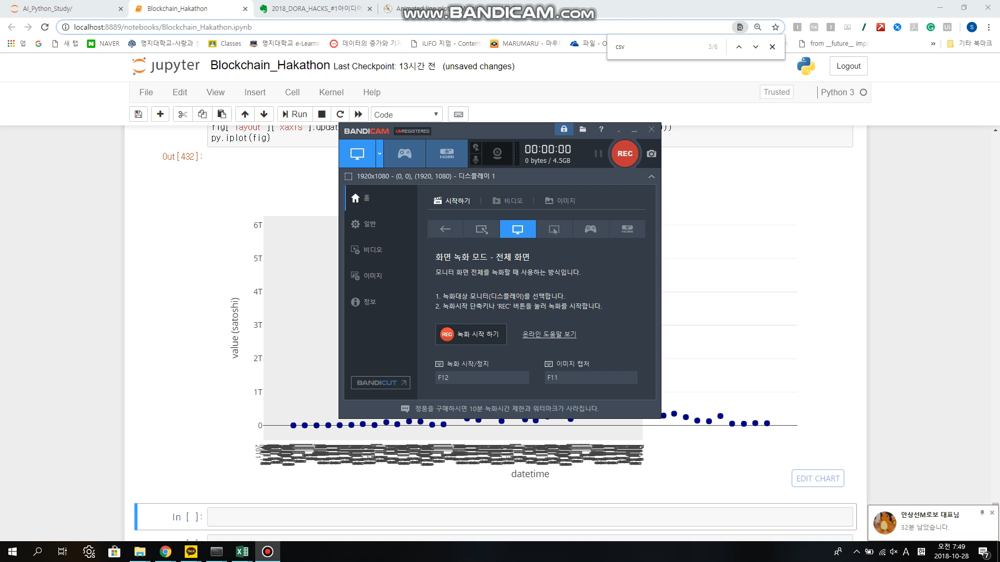 AI_Python_Study/
Blockchain_Hakathon
2018_DORA_HACKS_#1아이디어
Animated line plot
www.BANDICAM.com
localhost:8889/notebooks/Blockchain_Hakathon.ipynb
앱
새 탭
NAVER
명지대학교-사랑과 진
Classes
명지대학교 e-Learnin
데이터의 증가와 기계
iLiFO 지덤 - Content
MARUMARU - 마루마
파일 - O
from __future__ impo
»
기타 북마크
csv
3/6
jupyter
Blockchain_Hakathon
Last Checkpoint: 13시간 전
(unsaved changes)
Logout
File
Edit
View
Insert
Cell
Kernel
Help
Trusted
Python 3
Run
Code
fig['layout']['xaxis'].updat
))
py.iplot(fig)
Out[432]:
BANDICAM
UNREGISTERED
?
HDMI
00:00:00
0 bytes / 4.5GB
REC
1920x1080 - (0, 0), (1920, 1080) - 디스플레이 1
홈
일반
비디오
이미지
정보
BANDICUT
시작하기
비디오
이미지
HDMI
화면 녹화 모드 - 전체 화면
모니터 화면 전체를 녹화할 때 사용하는 방식입니다.
1. 녹화대상 모니터(디스플레이)를 선택합니다.
2. 녹화시작 단축키나 'REC' 버튼을 눌러 녹화를 시작합니다.
REC 녹화 시작 하기
온라인 도움말 보기
녹화 시작/정지
F12
이미지 캡처
F11
정품을 구매하시면 10분 녹화시간 제한과 워터마크가 사라집니다.
6T
5T
4T
3T
2T
1T
0
value (satoshi)
2011
datetime
EDIT CHART
In [ ]:
안상선M로보 대표님
32분 남았습니다.
TALK
A
한
오전 7:49
2018-10-28
7